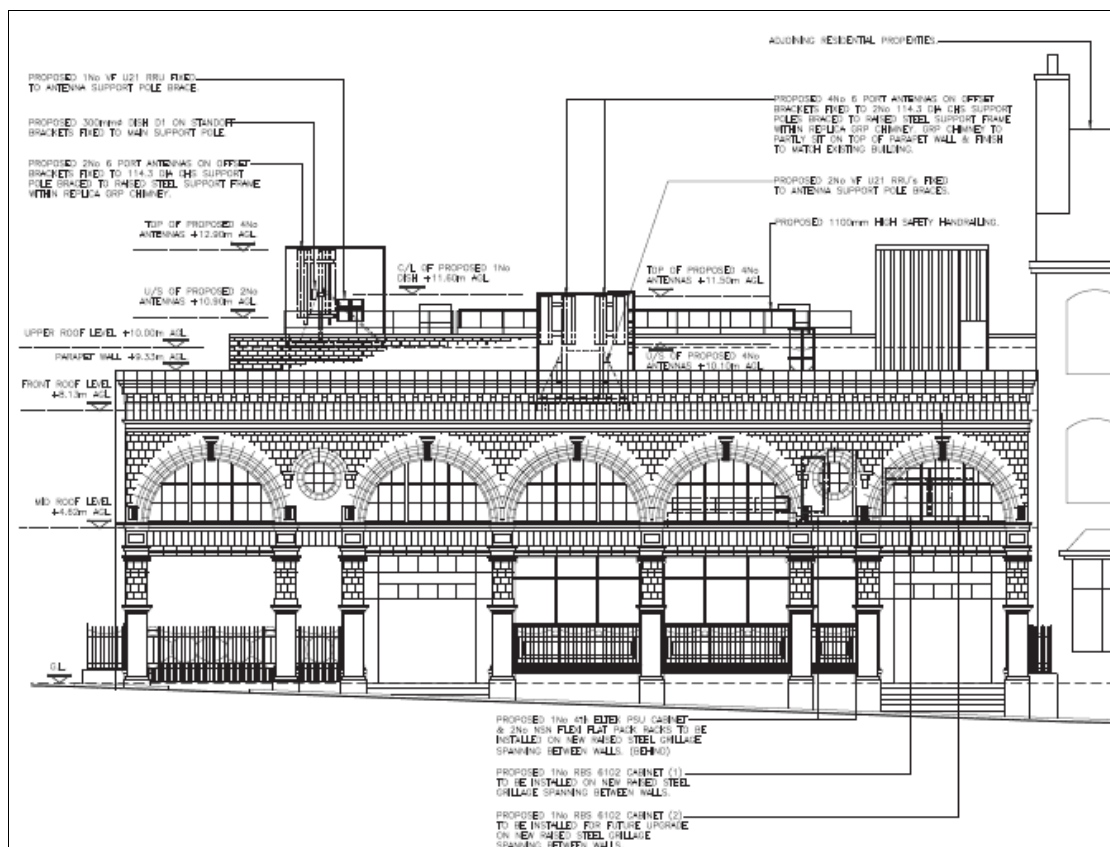 ADJOINING RESIDENTIAL PROPERTIES.
PROPOSED 1No VF U21 RRU FIXED
TO ANTENNA SUPPORT POLE BRACE.
PROPOSED 300mmø DISH D1 ON STANDOFF
BRACKETS FIXED TO MAIN SUPPORT POLE.
PROPOSED 2No 6 PORT ANTENNAS ON OFFSET
BRACKETS FIXED TO 114.3 DIA CHS SUPPORT
POLE BRACED TO RAISED STEEL SUPPORT FRAME
WITHIN REPLICA GRP CHIMNEY.
PROPOSED 4No 6 PORT ANTENNAS ON OFFSET
BRACKETS FIXED TO 2No 114.3 DIA CHS SUPPORT
POLES BRACED TO RAISED STEEL SUPPORT FRAME
WITHIN REPLICA GRP CHIMNEY. GRP CHIMNEY TO
PARTLY SIT ON TOP OF PARAPET WALL & FINISH
TO MATCH EXISTING BUILDING.
PROPOSED 2No VF U21 RRU's FIXED
TO ANTENNA SUPPORT POLE BRACES.
PROPOSED 1100mm HIGH SAFETY HANDRAILING.
TOP OF PROPOSED 4No
ANTENNAS +12.90m AGL
C/L OF PROPOSED 1No
DISH +11.60m AGL
TOP OF PROPOSED 4No
ANTENNAS +11.50m AGL
U/S OF PROPOSED 2No
ANTENNAS +10.90m AGL
UPPER ROOF LEVEL +10.00m AGL
PARAPET WALL +9.33m AGL
U/S OF PROPOSED 4No
ANTENNAS +10.10m AGL
FRONT ROOF LEVEL
+8.13m AGL
MID ROOF LEVEL
+4.62m AGL
GL
PROPOSED 1No ELTEK PSU CABINET
& 2No NSN FLEXI FLAT PACK RACKS TO BE
INSTALLED ON NEW RAISED STEEL GRILLAGE
SPANNING BETWEEN WALLS. (BEHIND)
PROPOSED 1No RBS 6102 CABINET (1)
TO BE INSTALLED ON NEW RAISED STEEL
GRILLAGE SPANNING BETWEEN WALLS.
PROPOSED 1No RBS 6102 CABINET (2)
TO BE INSTALLED FOR FUTURE UPGRADE
ON NEW RAISED STEEL GRILLAGE
SPANNING BETWEEN WALLS